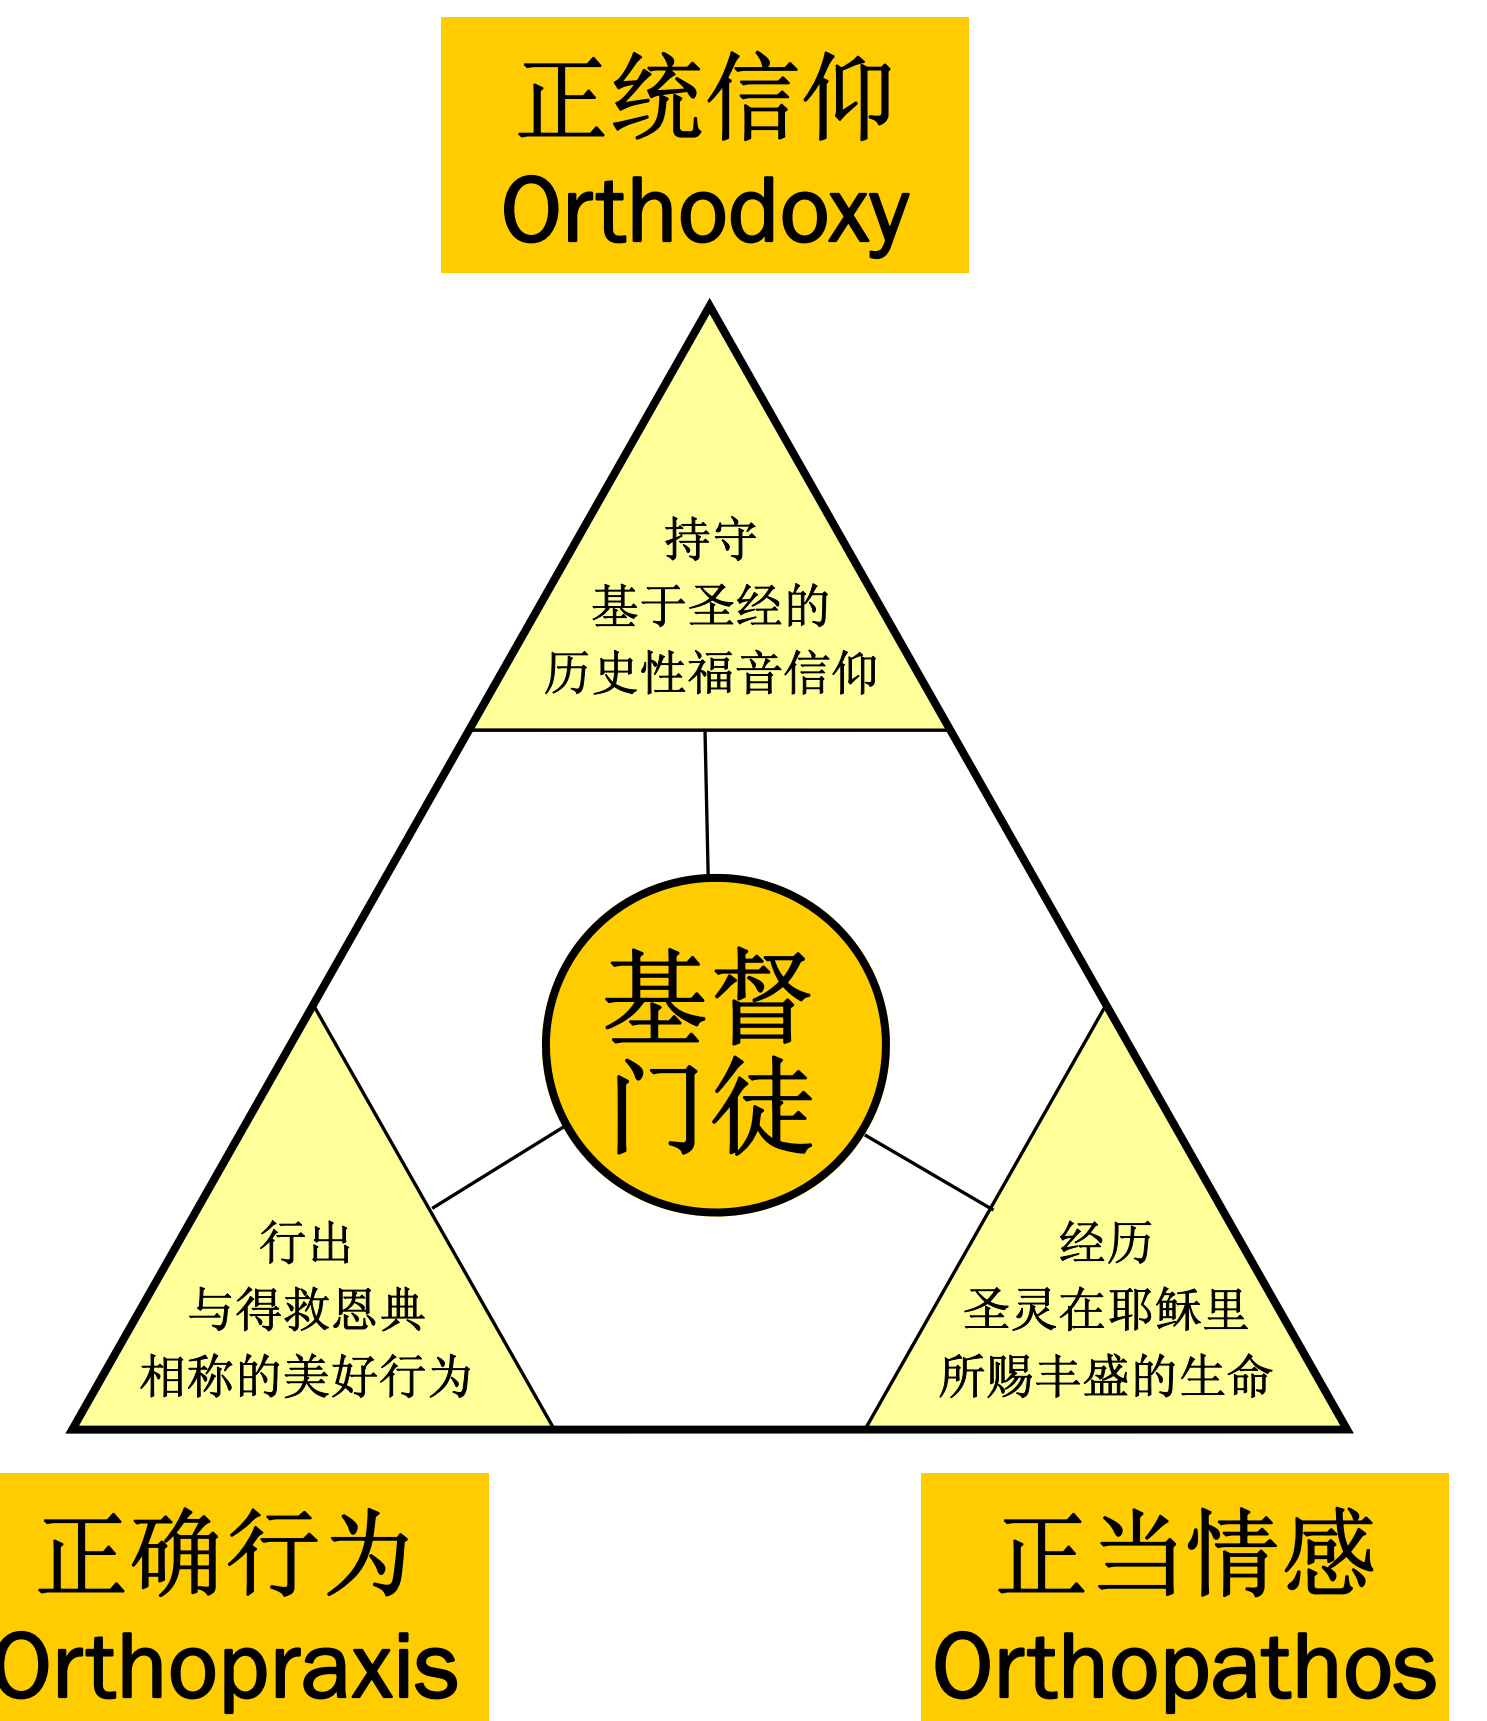 正统信仰
Orthodoxy
持守
基于圣经的
历史性福音信仰
基督
门徒
行出
与得救恩典
相称的美好行为
经历
圣灵在耶稣里
所赐丰盛的生命
正确行为
Orthopraxis
正当情感
Orthopathos